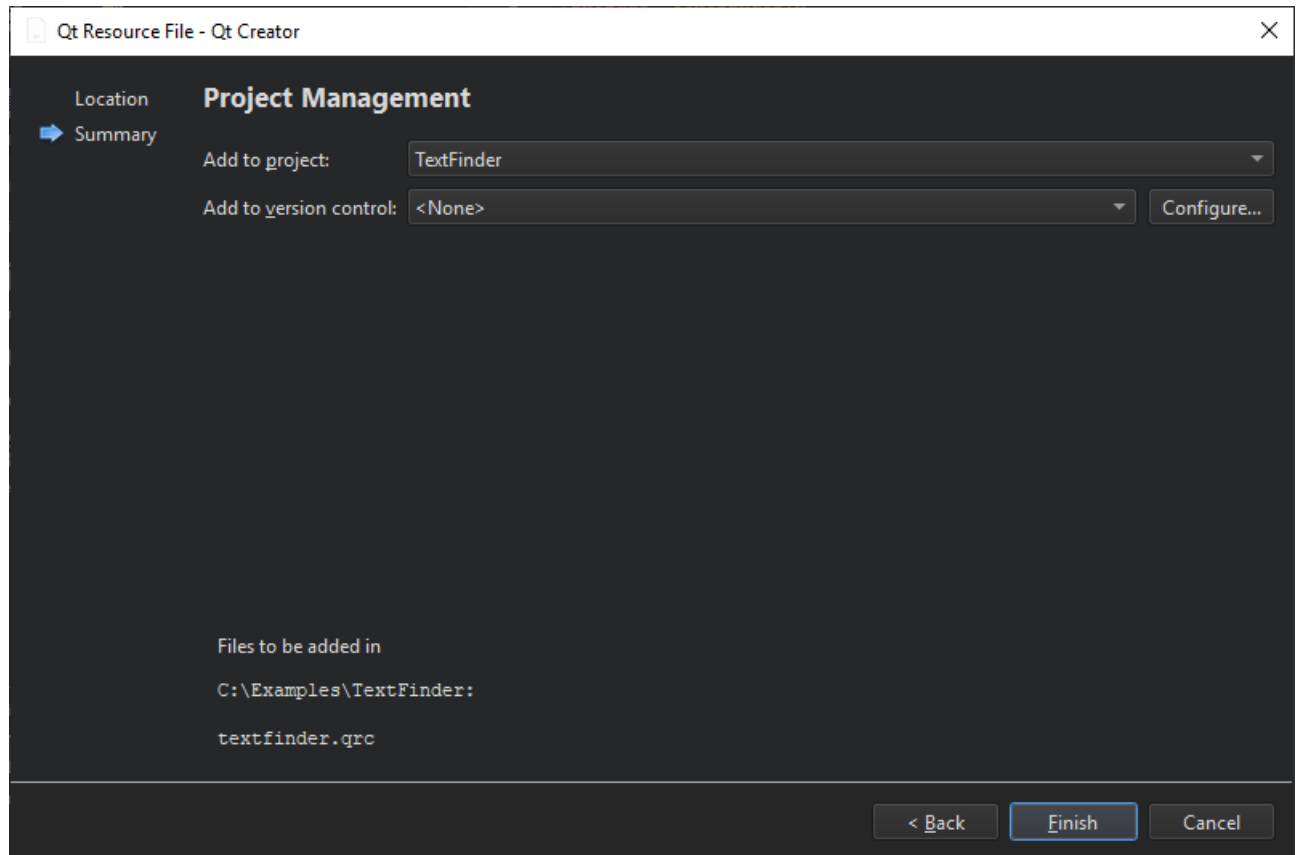 Qt Resource File - Qt Creator
Location
Summary
Project Management
Add to project: TextFinder
Add to version control: <None> Configure...
Files to be added in
C:\Examples\TextFinder:
textfinder.qrc
< Back Finish Cancel